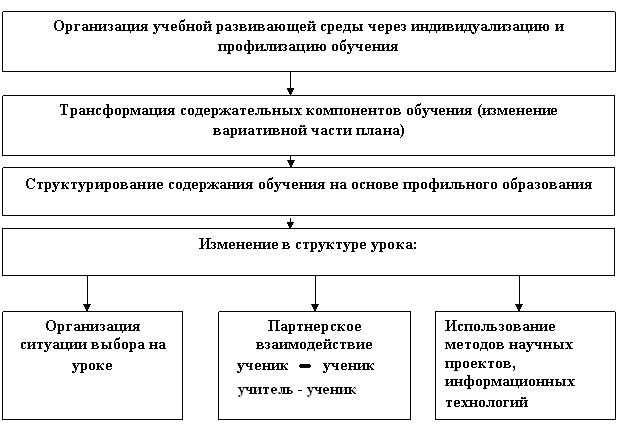 Организация учебной развивающей среды через индивидуализацию и
профилизацию обучения
Трансформация содержательных компонентов обучения (изменение
вариативной части плана)
Структурирование содержания обучения на основе профильного образования
Изменение в структуре урока:
Организация
ситуации выбора на
уроке
Партнерское
взаимодействие
ученик – ученик
учитель - ученик
Использование
методов научных
проектов,
информационных
технологий